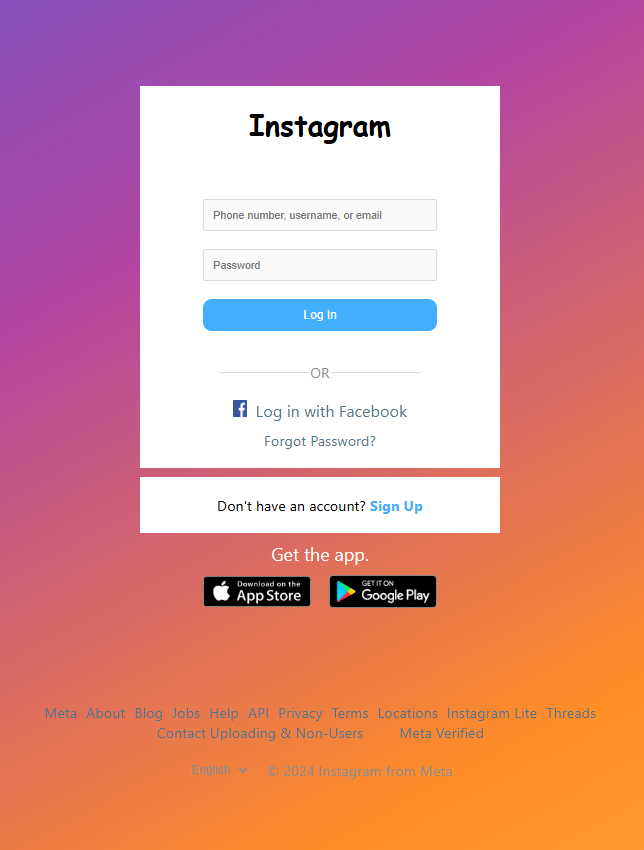 Instagram
Phone number, username, or email
Password
Log In
OR
Log in with Facebook
Forgot Password?
Don't have an account? Sign Up
Get the app.
Download on the
App Store
GET IT ON
Google Play
Meta About Blog Jobs Help API Privacy Terms Locations Instagram Lite Threads
Contact Uploading & Non-Users Meta Verified
English © 2024 Instagram from Meta